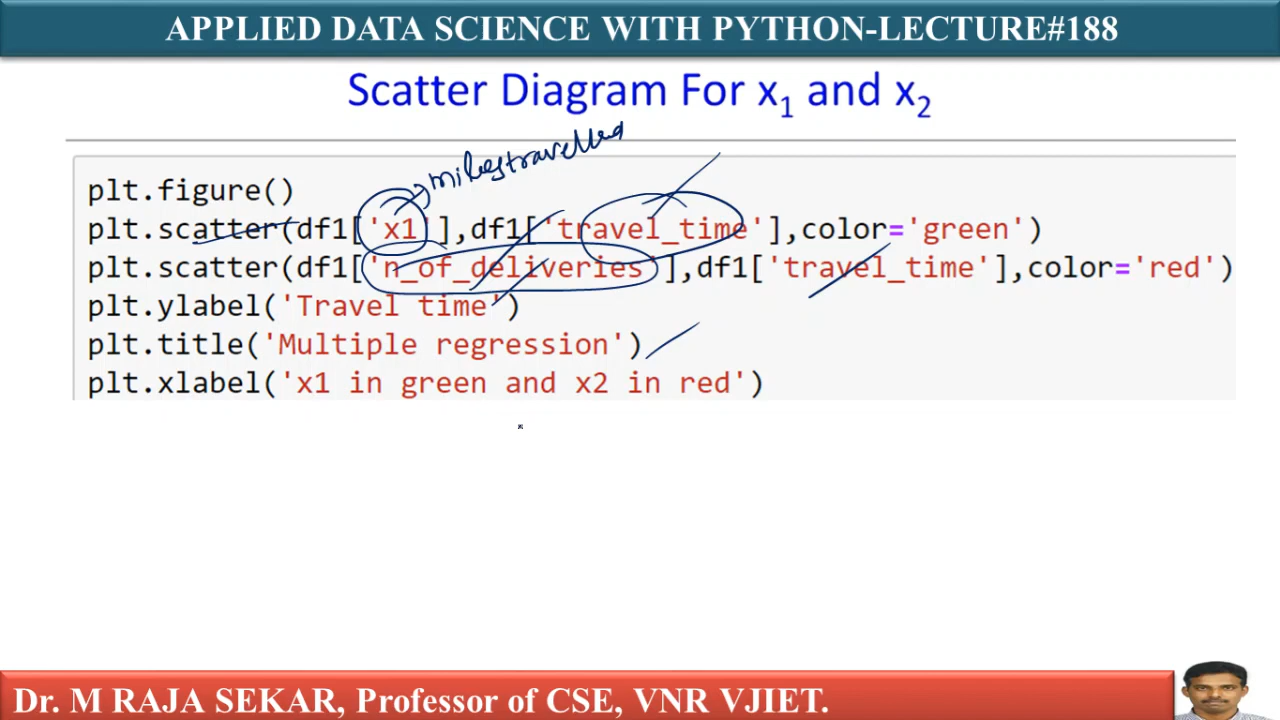 APPLIED DATA SCIENCE WITH PYTHON-LECTURE#188
Scatter Diagram For x₁ and x₂
milestravelled
plt.figure()
plt.scatter(df1['x1'],df1['travel_time'],color='green')
plt.scatter(df1['n_of_deliveries'],df1['travel_time'],color='red')
plt.ylabel('Travel time')
plt.title('Multiple regression')
plt.xlabel('x1 in green and x2 in red')
Dr. M RAJA SEKAR, Professor of CSE, VNR VJIET.